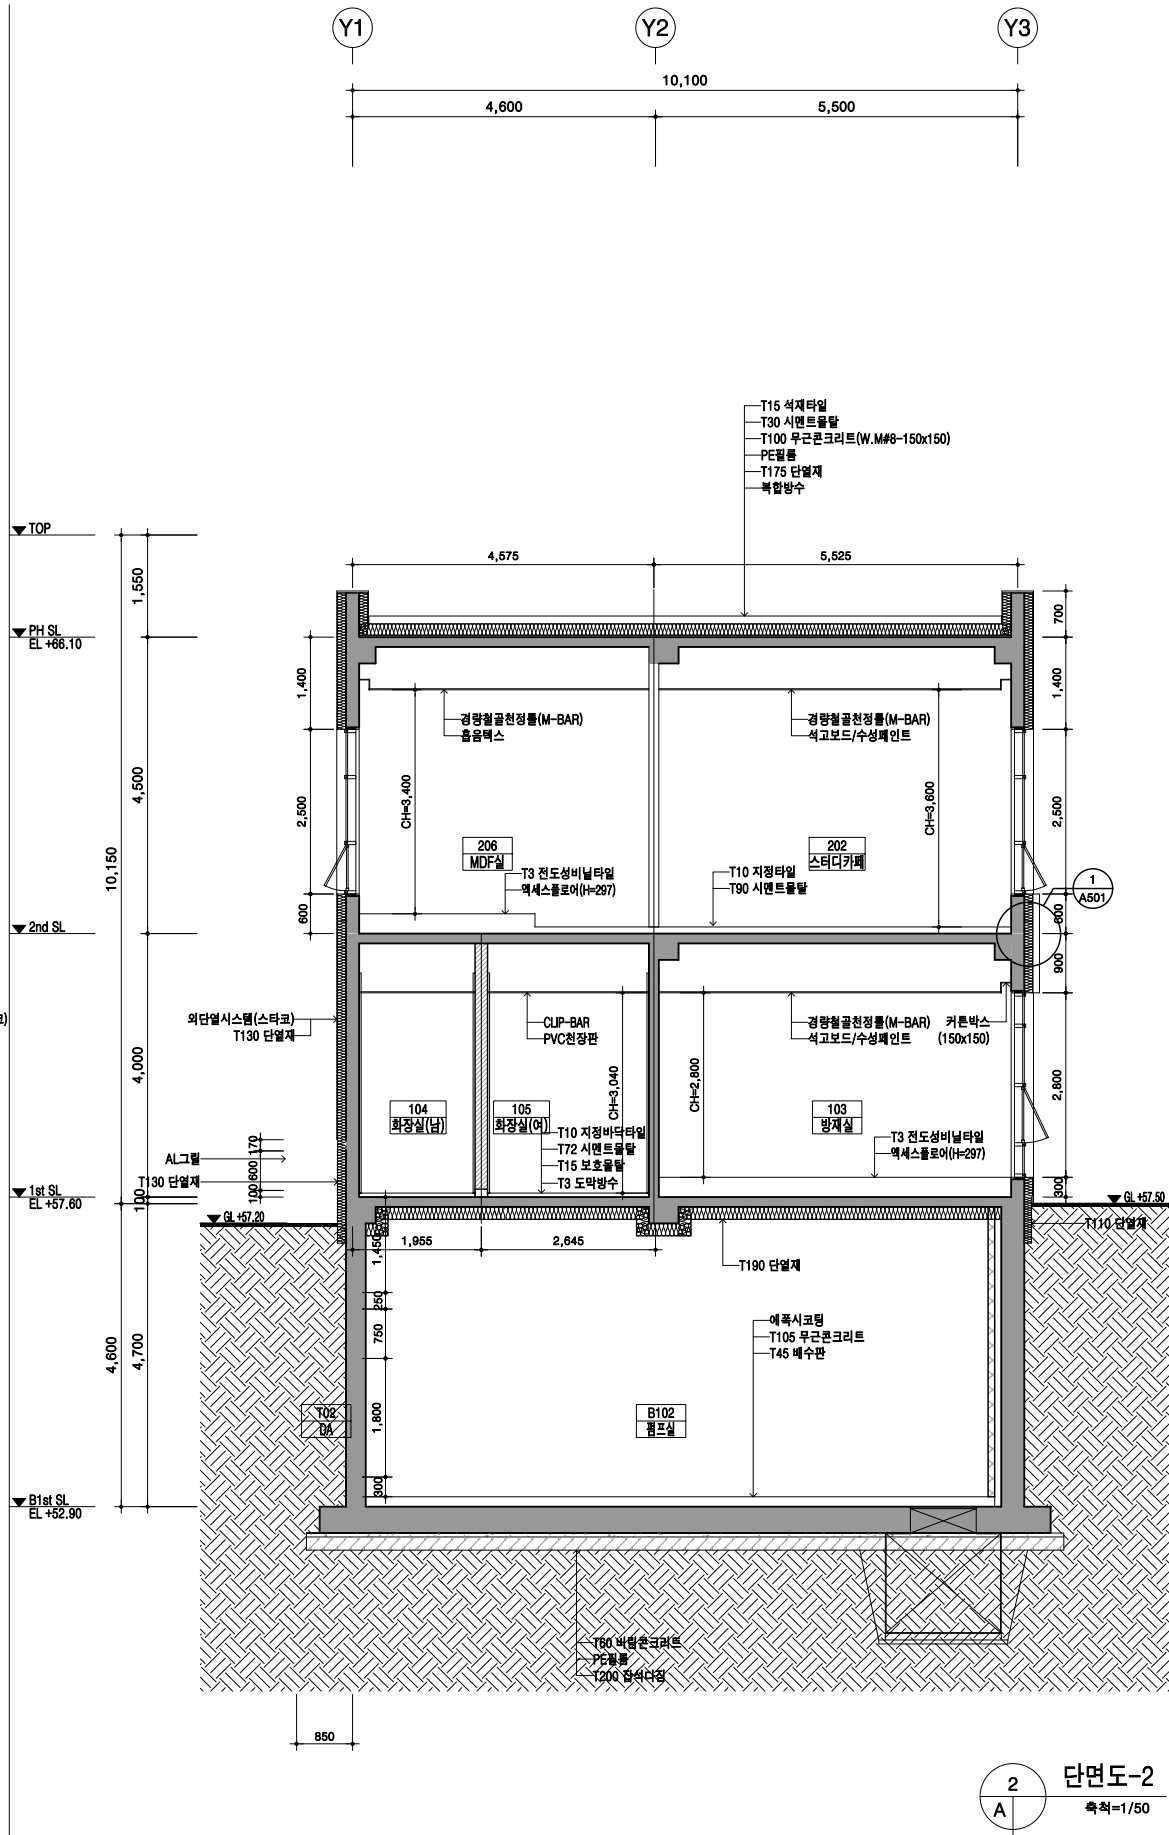 Y1
Y2
Y3
10,100
4,600
5,500
T15 석재타일
T30 시멘트몰탈
T100 무근콘크리트(W.M#8-150x150)
PE필름
T175 단열재
복합방수
TOP
1,550
4,575
5,525
700
PH SL
EL +66.10
1,400
1,400
경량철골천정틀(M-BAR)
흡음텍스
경량철골천정틀(M-BAR)
석고보드/수성페인트
4,500
2,500
CH=3,400
CH=3,600
2,500
10,150
206
MDF실
202
스터디카페
T3 전도성비닐타일
액세스플로어(H=297)
T10 지정타일
T90 시멘트몰탈
1
A501
600
600
2nd SL
900
외단열시스템(스타코)
T130 단열재
CLIP-BAR
PVC천장판
경량철골천정틀(M-BAR)
석고보드/수성페인트
커튼박스
(150x150)
4,000
CH=3,040
CH=2,800
2,800
104
화장실(남)
105
화장실(여)
103
방재실
T10 지정바닥타일
T72 시멘트몰탈
T15 보호몰탈
T3 도막방수
T3 전도성비닐타일
액세스플로어(H=297)
170
AL그릴
600
T130 단열재
100
100
300
1st SL
EL +57.60
GL +57.20
GL +57.50
T110 단열재
1,955
2,645
T190 단열재
1,450
250
750
에폭시코팅
T105 무근콘크리트
T45 배수판
4,600
4,700
T02
DA
1,800
B102
펌프실
300
B1st SL
EL +52.90
T60 버림콘크리트
PE필름
T200 잡석다짐
850
2
A
단면도-2
축척=1/50